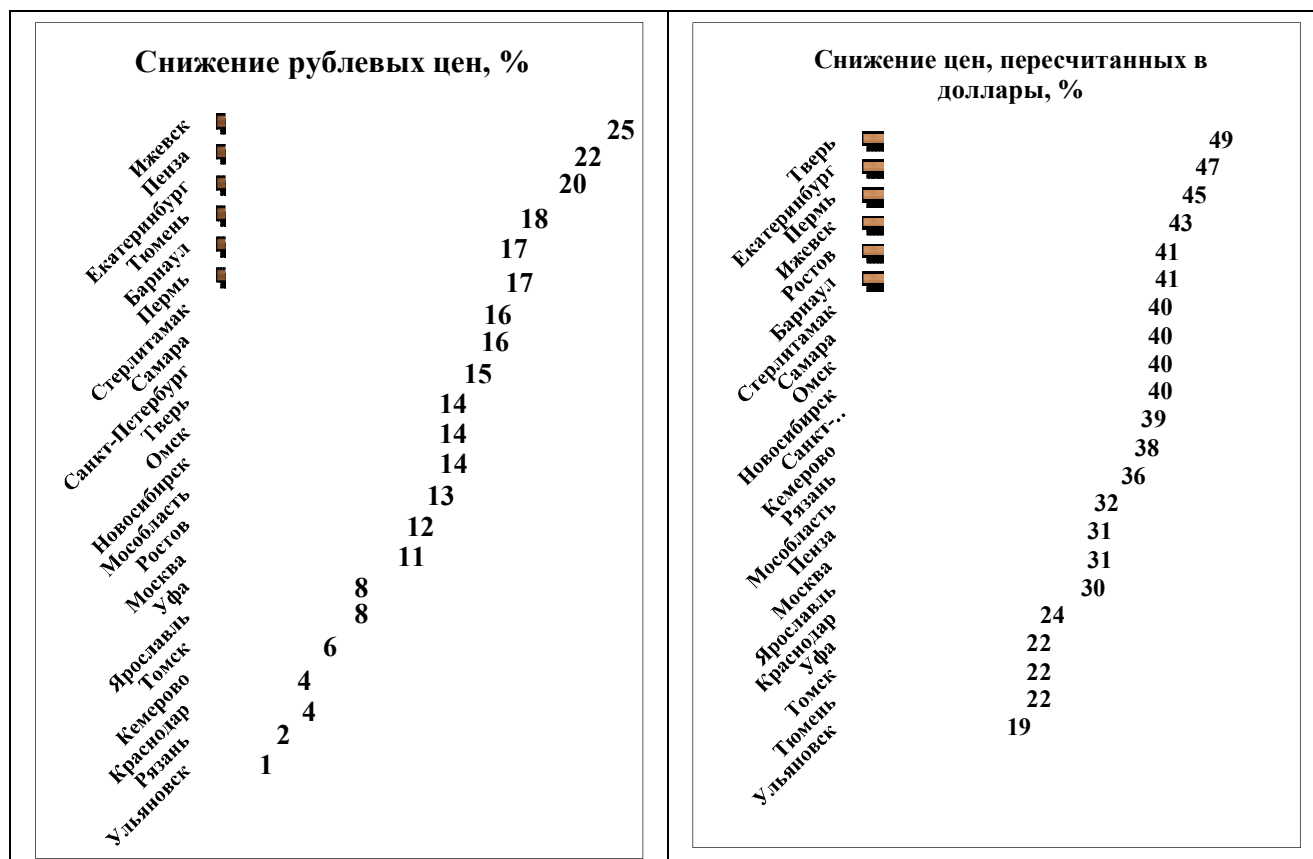 Снижение рублевых цен, %
Ижевск 25
Пенза 22
Екатеринбург 20
Тюмень 18
Барнаул 17
Пермь 17
Стерлитамак 16
Самара 16
Санкт-Петербург 15
Тверь 14
Омск 14
Новосибирск 14
Мособласть 13
Ростов 12
Москва 11
Уфа 8
Ярославль 8
Томск 6
Кемерово 4
Краснодар 4
Рязань 2
Ульяновск 1
Снижение цен, пересчитанных в
доллары, %
Тверь 49
Екатеринбург 47
Пермь 45
Ижевск 43
Ростов 41
Барнаул 41
Стерлитамак 40
Самара 40
Омск 40
Новосибирск 40
Санкт-.. 39
Кемерово 38
Рязань 36
Мособласть 32
Пенза 31
Москва 31
Ярославль 30
Краснодар 24
Уфа 22
Томск 22
Тюмень 22
Ульяновск 19